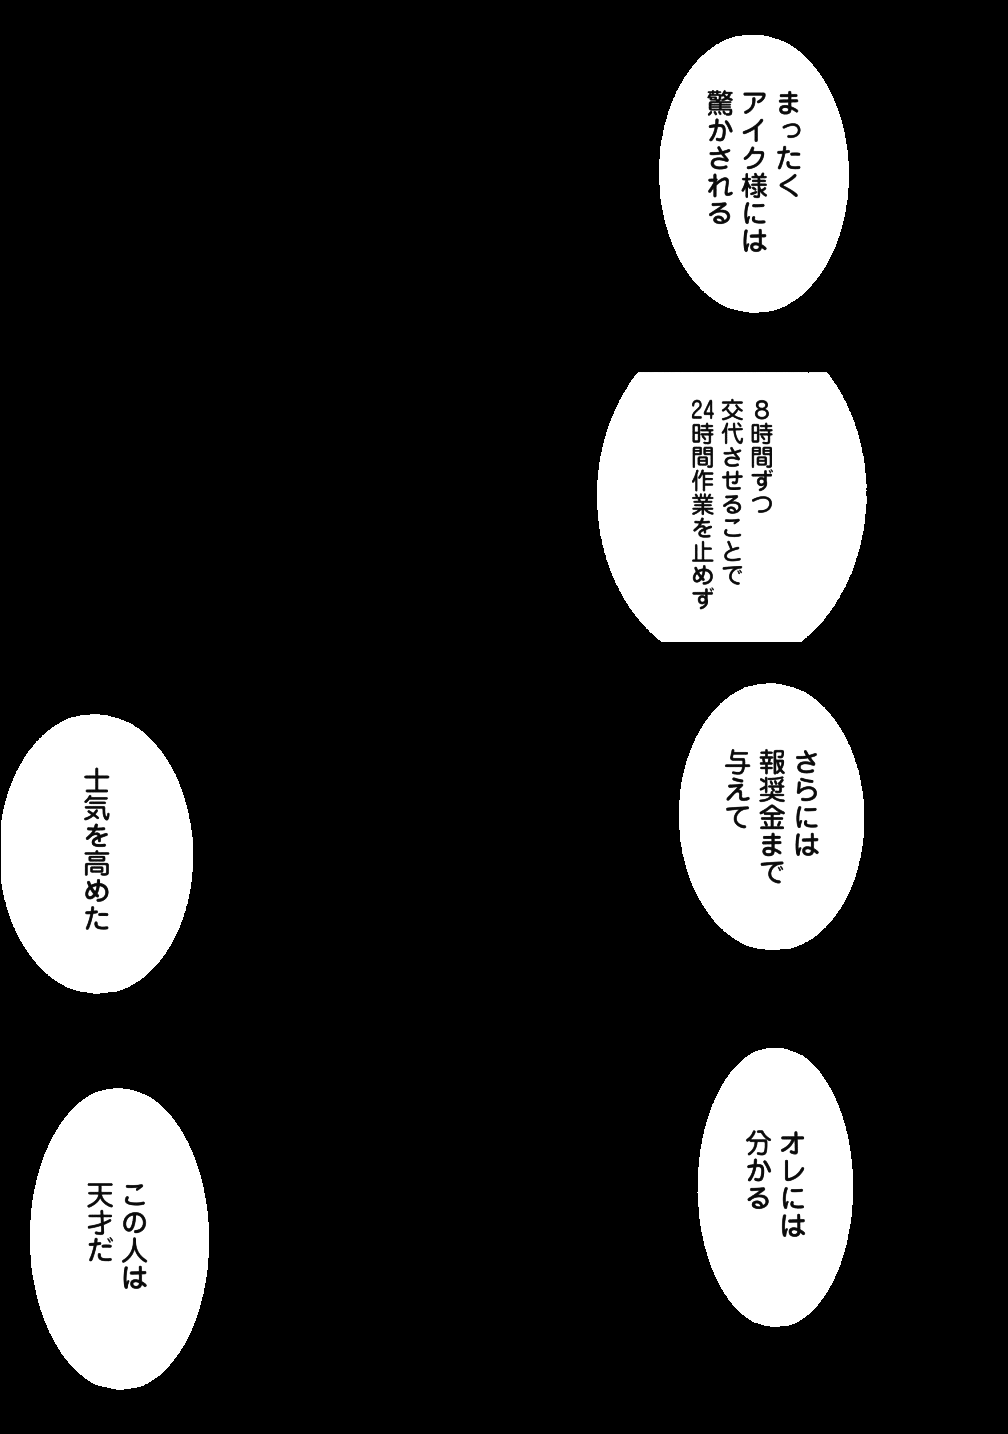 まったく
アイク様には
驚かされる
８時間ずつ
交代させることで
24時間作業を止めず
さらには
報奨金まで
与えて
士気を高めた
オレには
分かる
この人は
天才だ